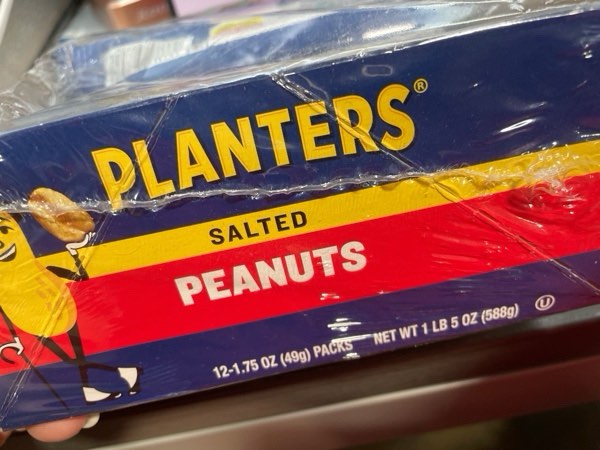 PLANTERS®
SALTED
PEANUTS
12-1.75 OZ (49g) PACKS NET WT 1 LB 5 OZ (588g) U